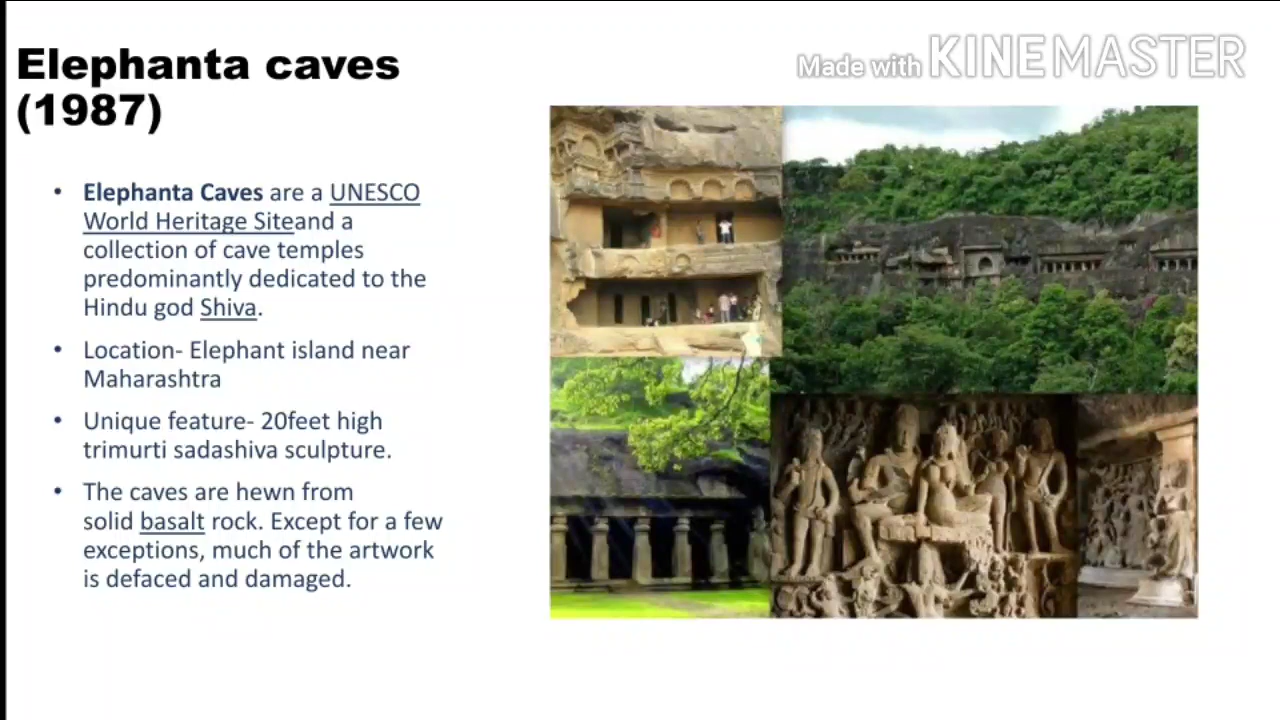 Elephanta caves
(1987)
Made with KINEMASTER
• Elephanta Caves are a UNESCO
World Heritage Siteand a
collection of cave temples
predominantly dedicated to the
Hindu god Shiva.
• Location- Elephant island near
Maharashtra
• Unique feature- 20feet high
trimurti sadashiva sculpture.
• The caves are hewn from
solid basalt rock. Except for a few
exceptions, much of the artwork
is defaced and damaged.